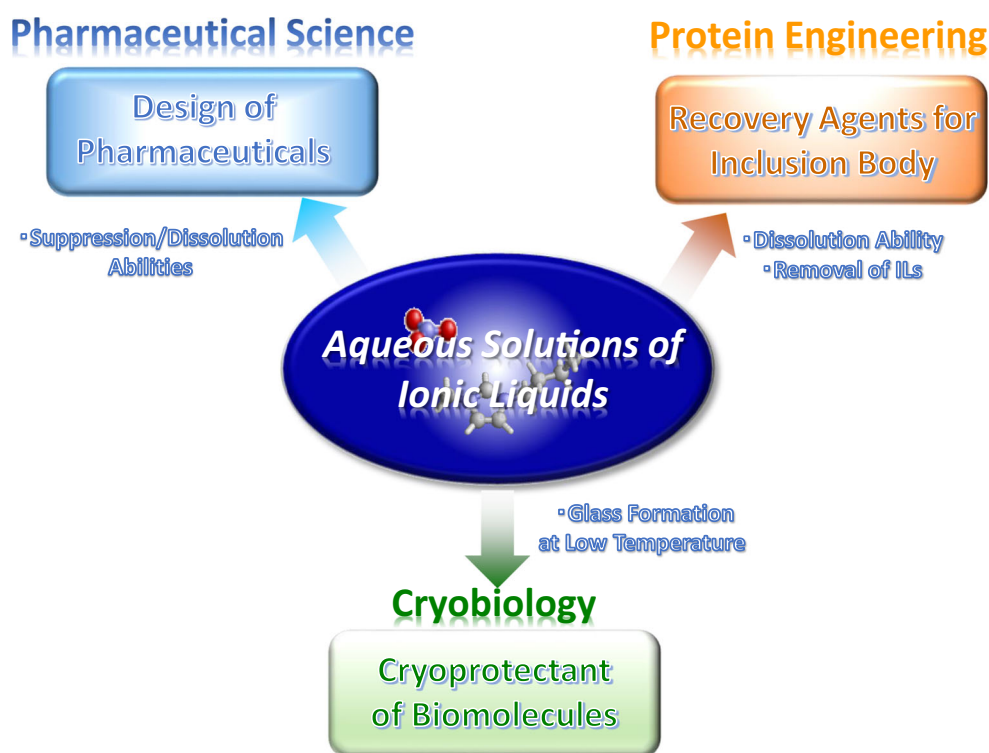 Pharmaceutical Science
Protein Engineering
Design of
Pharmaceuticals
Recovery Agents for
Inclusion Body
・Suppression/Dissolution
Abilities
・Dissolution Ability
・Removal of ILs
Aqueous Solutions of
Ionic Liquids
・Glass Formation
at Low Temperature
Cryobiology
Cryoprotectant
of Biomolecules